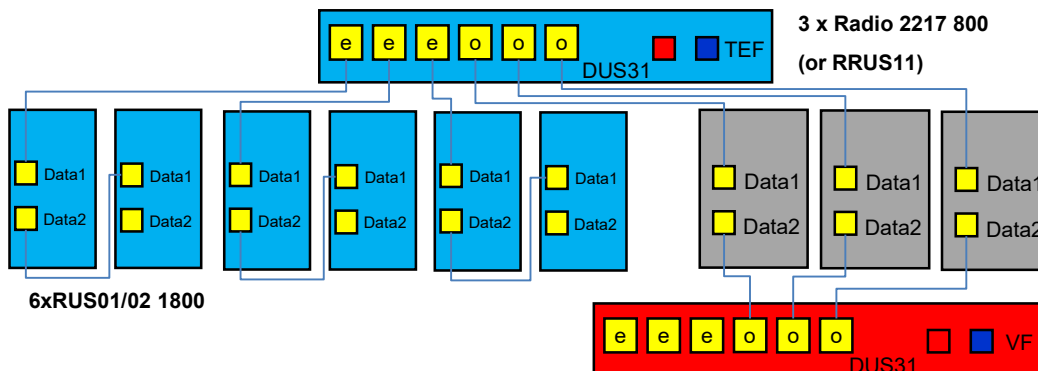 3 x Radio 2217 800
(or RRUS11)
e e e o o o
TEF
DUS31
Data1 Data1 Data1 Data1 Data1 Data1 Data1 Data1 Data1
Data2 Data2 Data2 Data2 Data2 Data2 Data2 Data2 Data2
6xRUS01/02 1800
e e e o o o
VF
DUS31